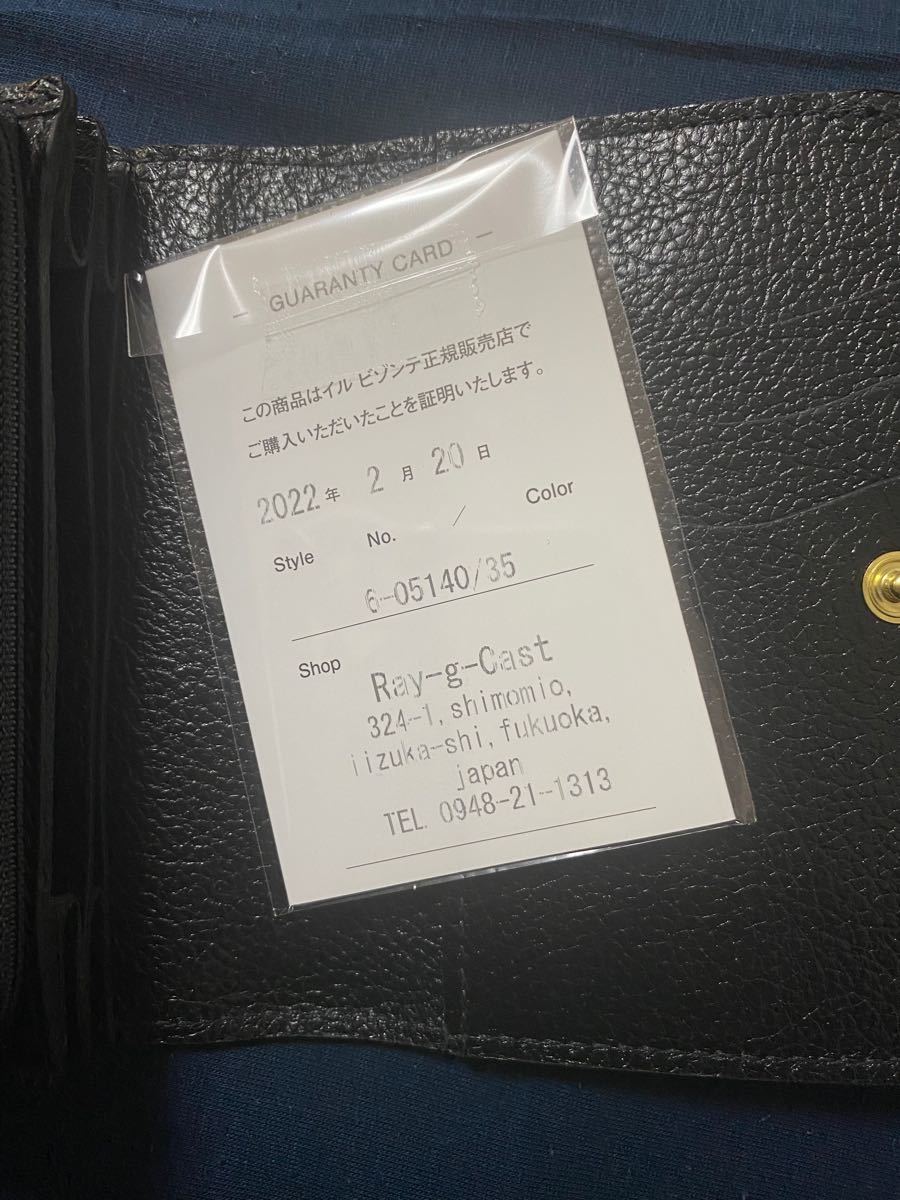 — GUARANTY CARD —
この商品はイル ビゾンテ正規販売店で
ご購入いただいたことを証明いたします。
2022年 2月 20日
Style No. / Color
6-05140/35
Shop
Ray-g-Cast
324-1, shimomio,
iizuka-shi, fukuoka,
japan
TEL. 0948-21-1313